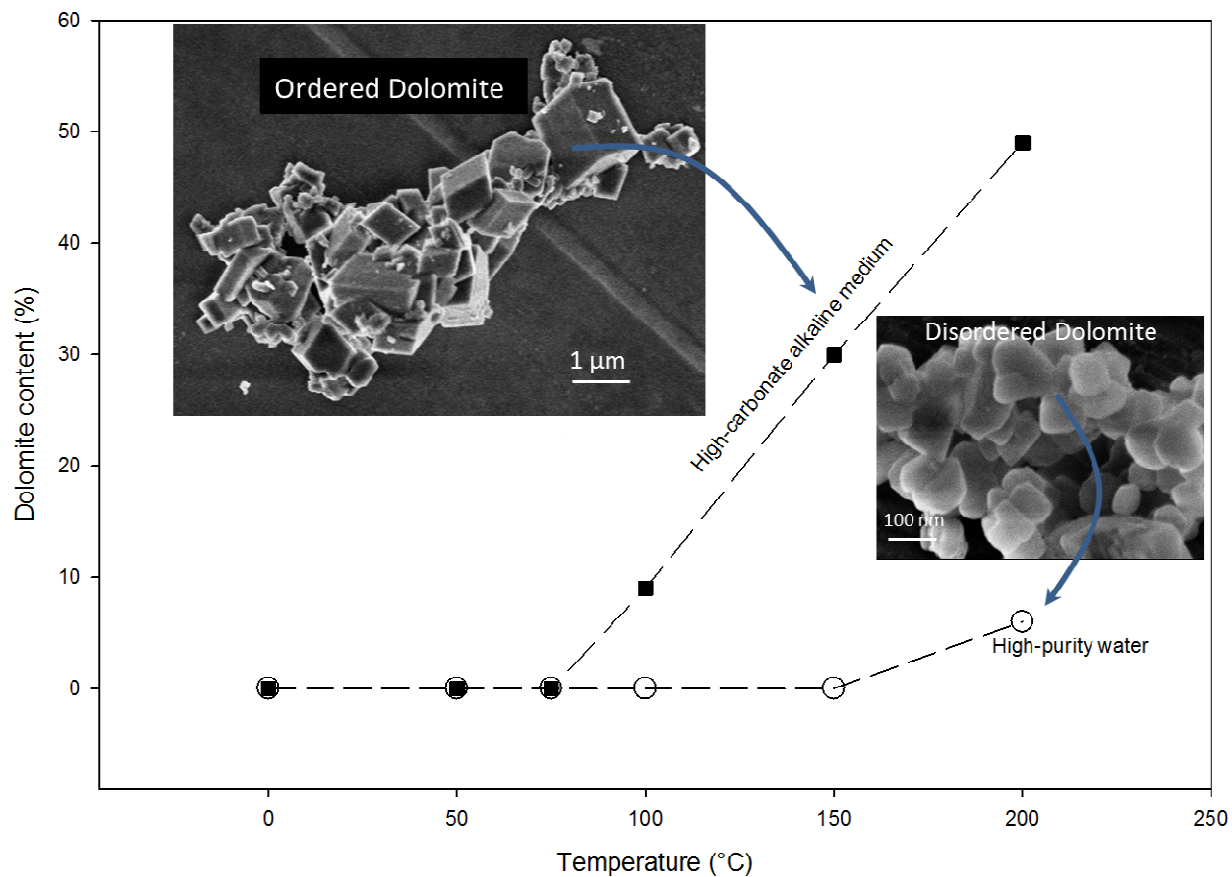 60
50
40
30
20
10
0
Dolomite content (%)
Ordered Dolomite
1 µm
High-carbonate alkaline medium
Disordered Dolomite
100 nm
High-purity water
0
50
100
150
200
250
Temperature (°C)